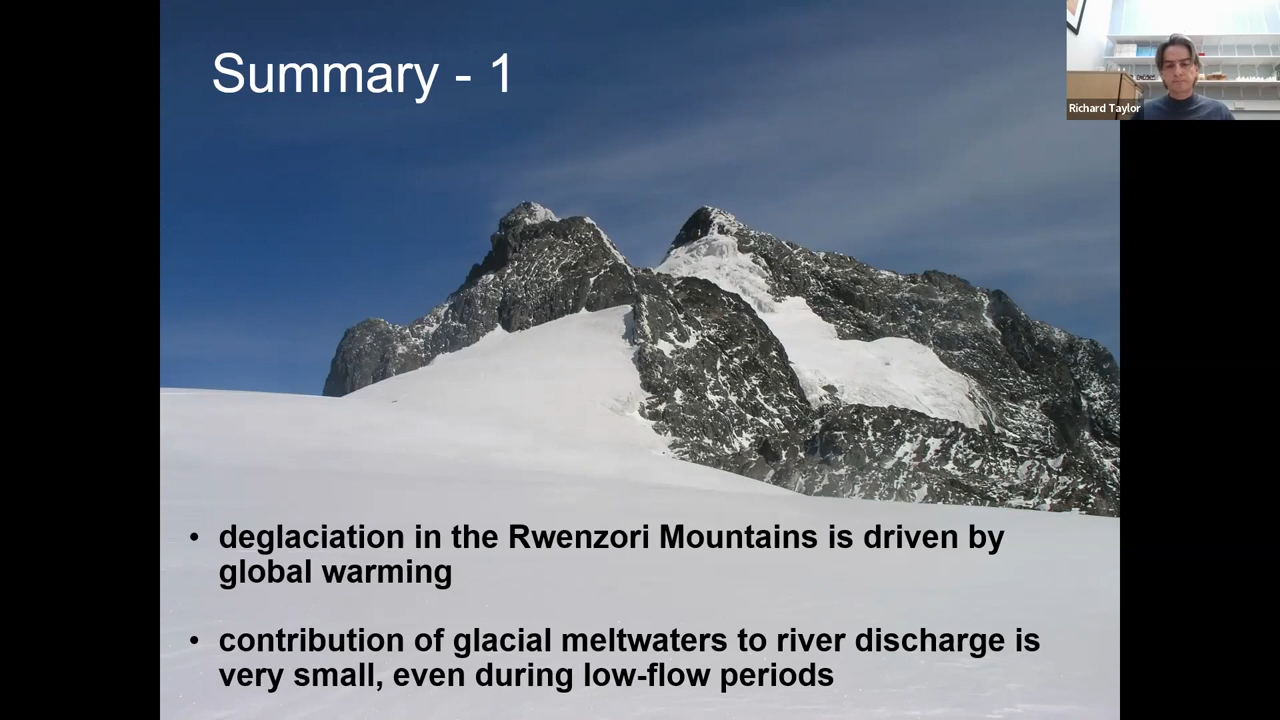 Summary - 1
Richard Taylor
• deglaciation in the Rwenzori Mountains is driven by
global warming
• contribution of glacial meltwaters to river discharge is
very small, even during low-flow periods